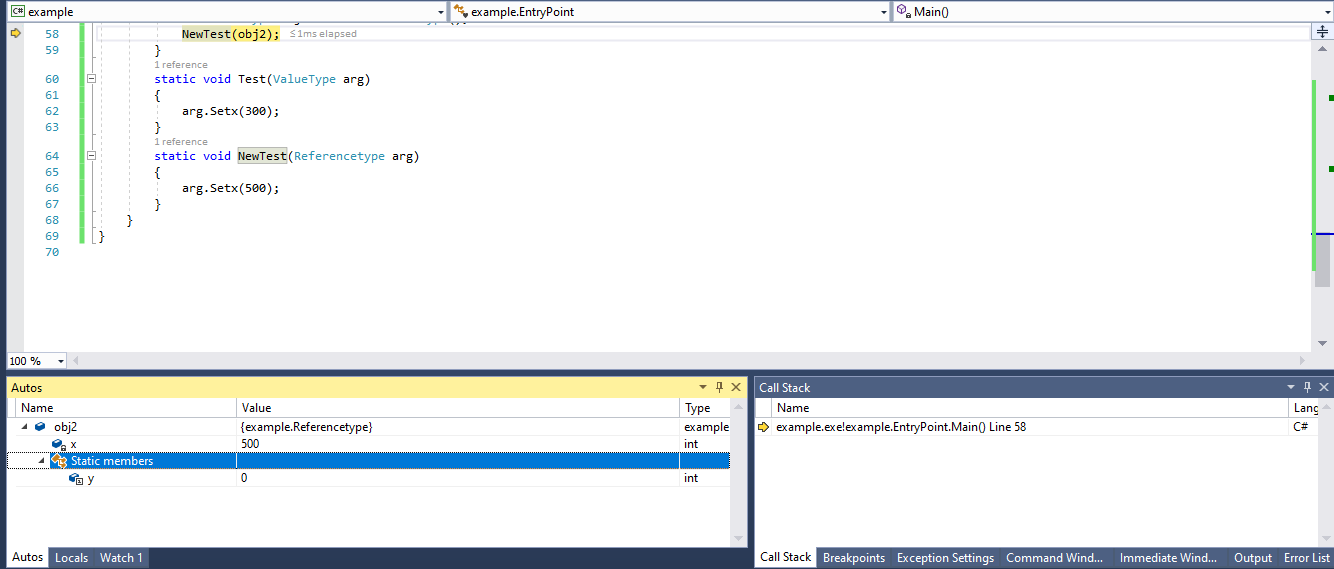 C# example example.EntryPoint Main()
58 NewTest(obj2); ≤1ms elapsed
59 }
1 reference
60 static void Test(ValueType arg)
61 {
62 arg.Setx(300);
63 }
1 reference
64 static void NewTest(Referencetype arg)
65 {
66 arg.Setx(500);
67 }
68 }
69 }
70
100 %
Autos
Name Value Type
obj2 {example.Referencetype} example
x 500 int
Static members
y 0 int
Autos Locals Watch 1
Call Stack
Name Lang
example.exe!example.EntryPoint.Main() Line 58 C#
Call Stack Breakpoints Exception Settings Command Wind... Immediate Wind... Output Error List